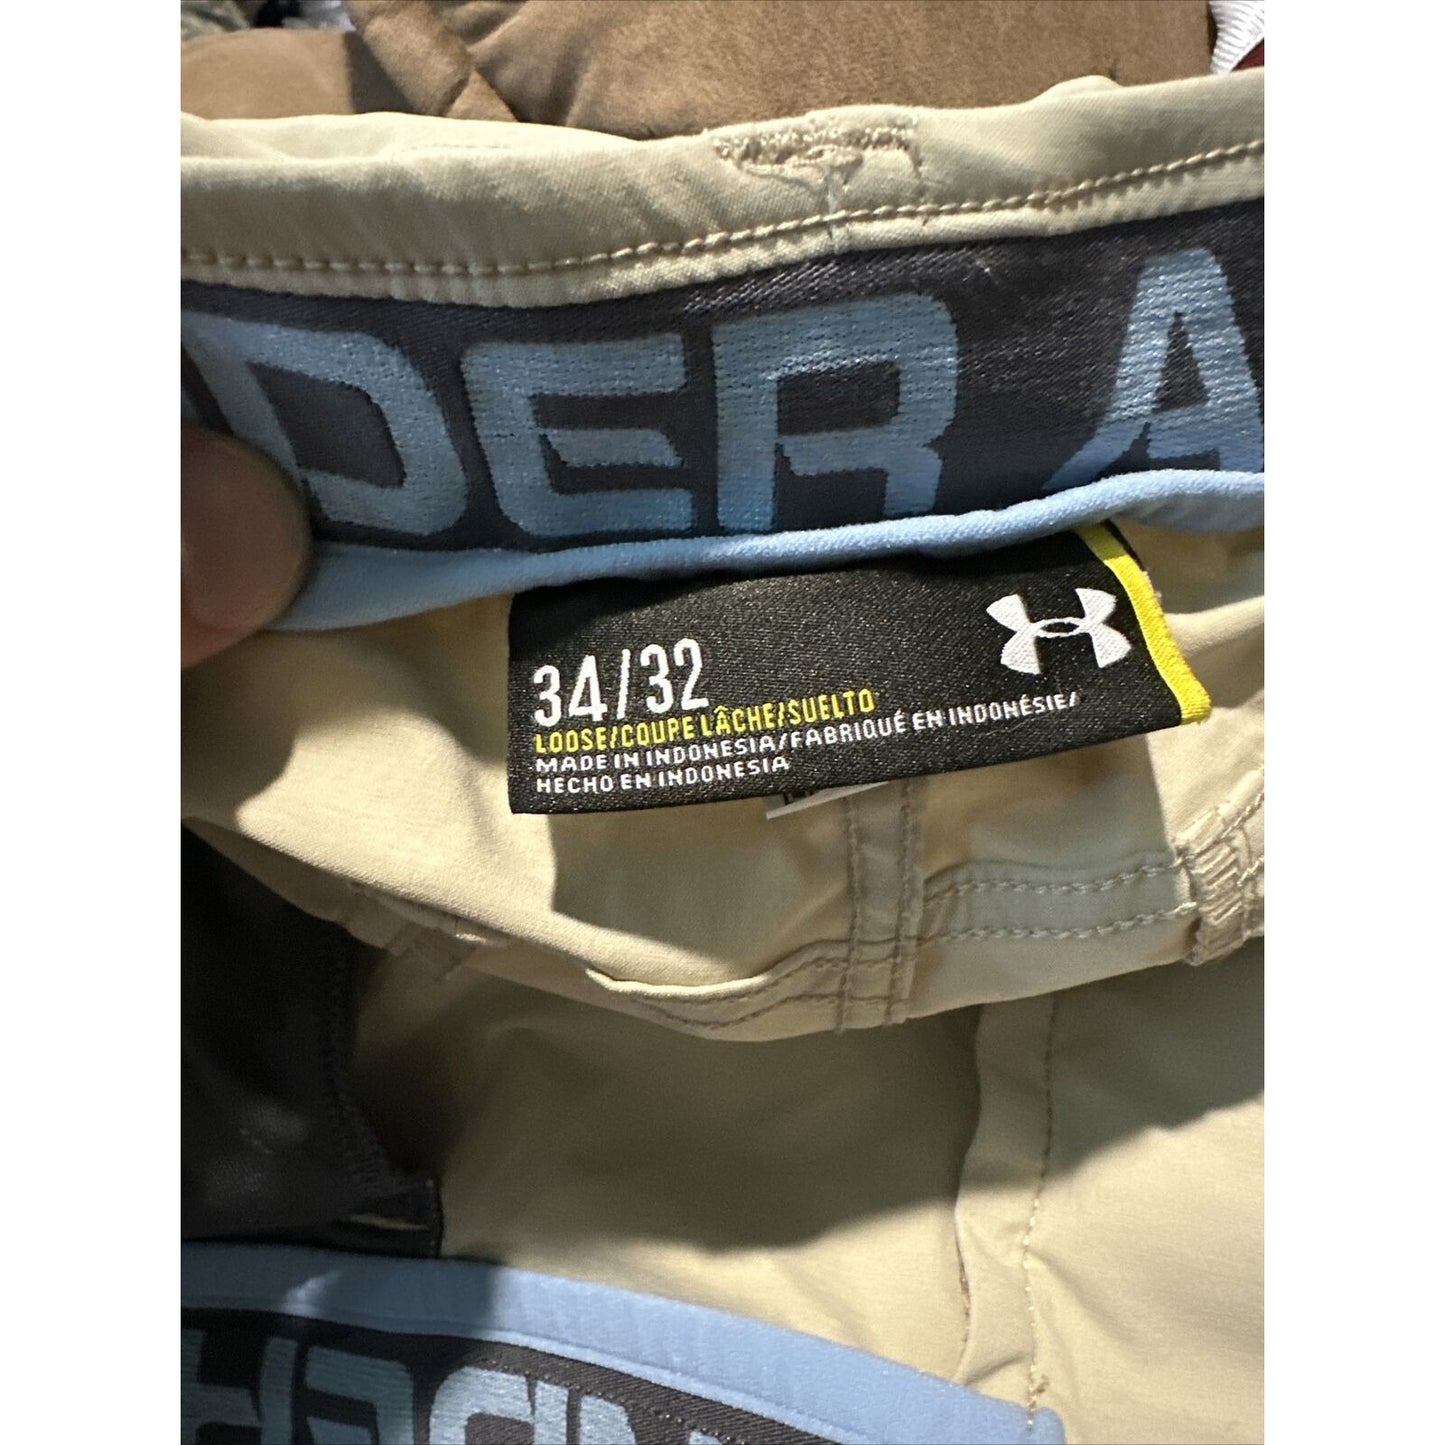 DER A
34/32
LOOSE/COUPE LÂCHE/SUELTO
MADE IN INDONESIA/FABRIQUÉ EN INDONÉSIE/
HECHO EN INDONESIA